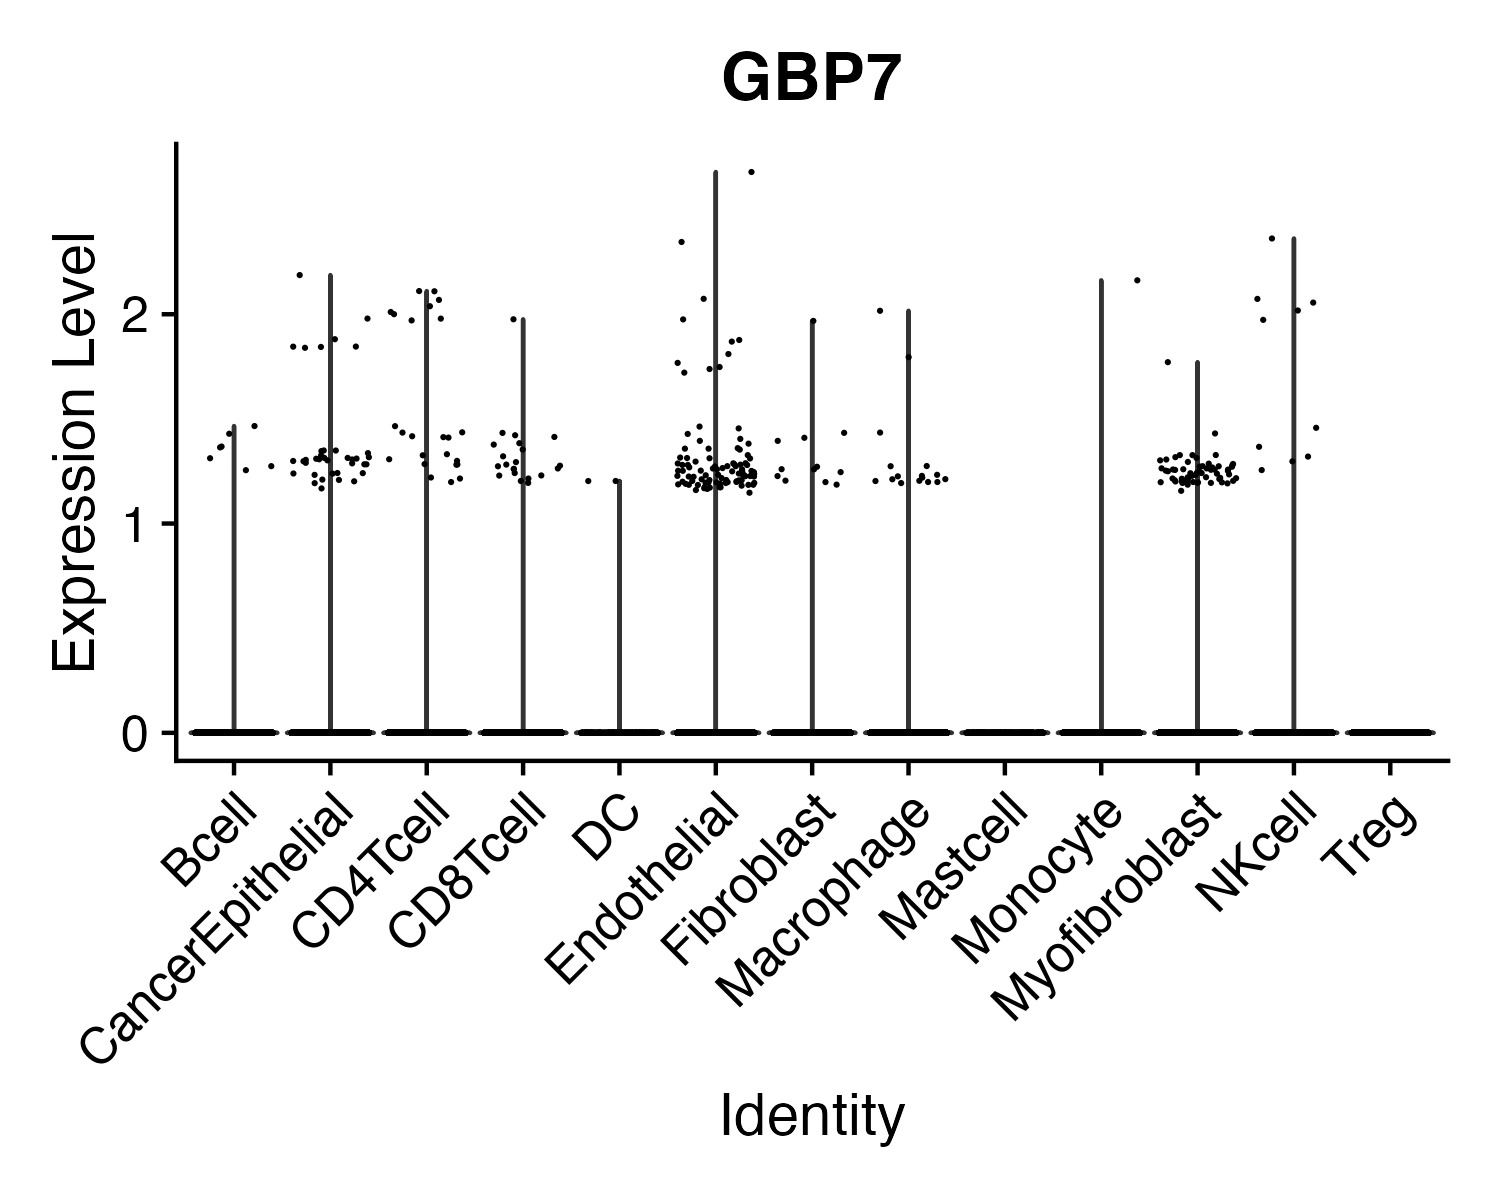 GBP7
Expression Level
2
1
0
Bcell
CancerEpithelial
CD4Tcell
CD8Tcell
DC
Endothelial
Fibroblast
Macrophage
Mastcell
Monocyte
Myofibroblast
NKcell
Treg
Identity